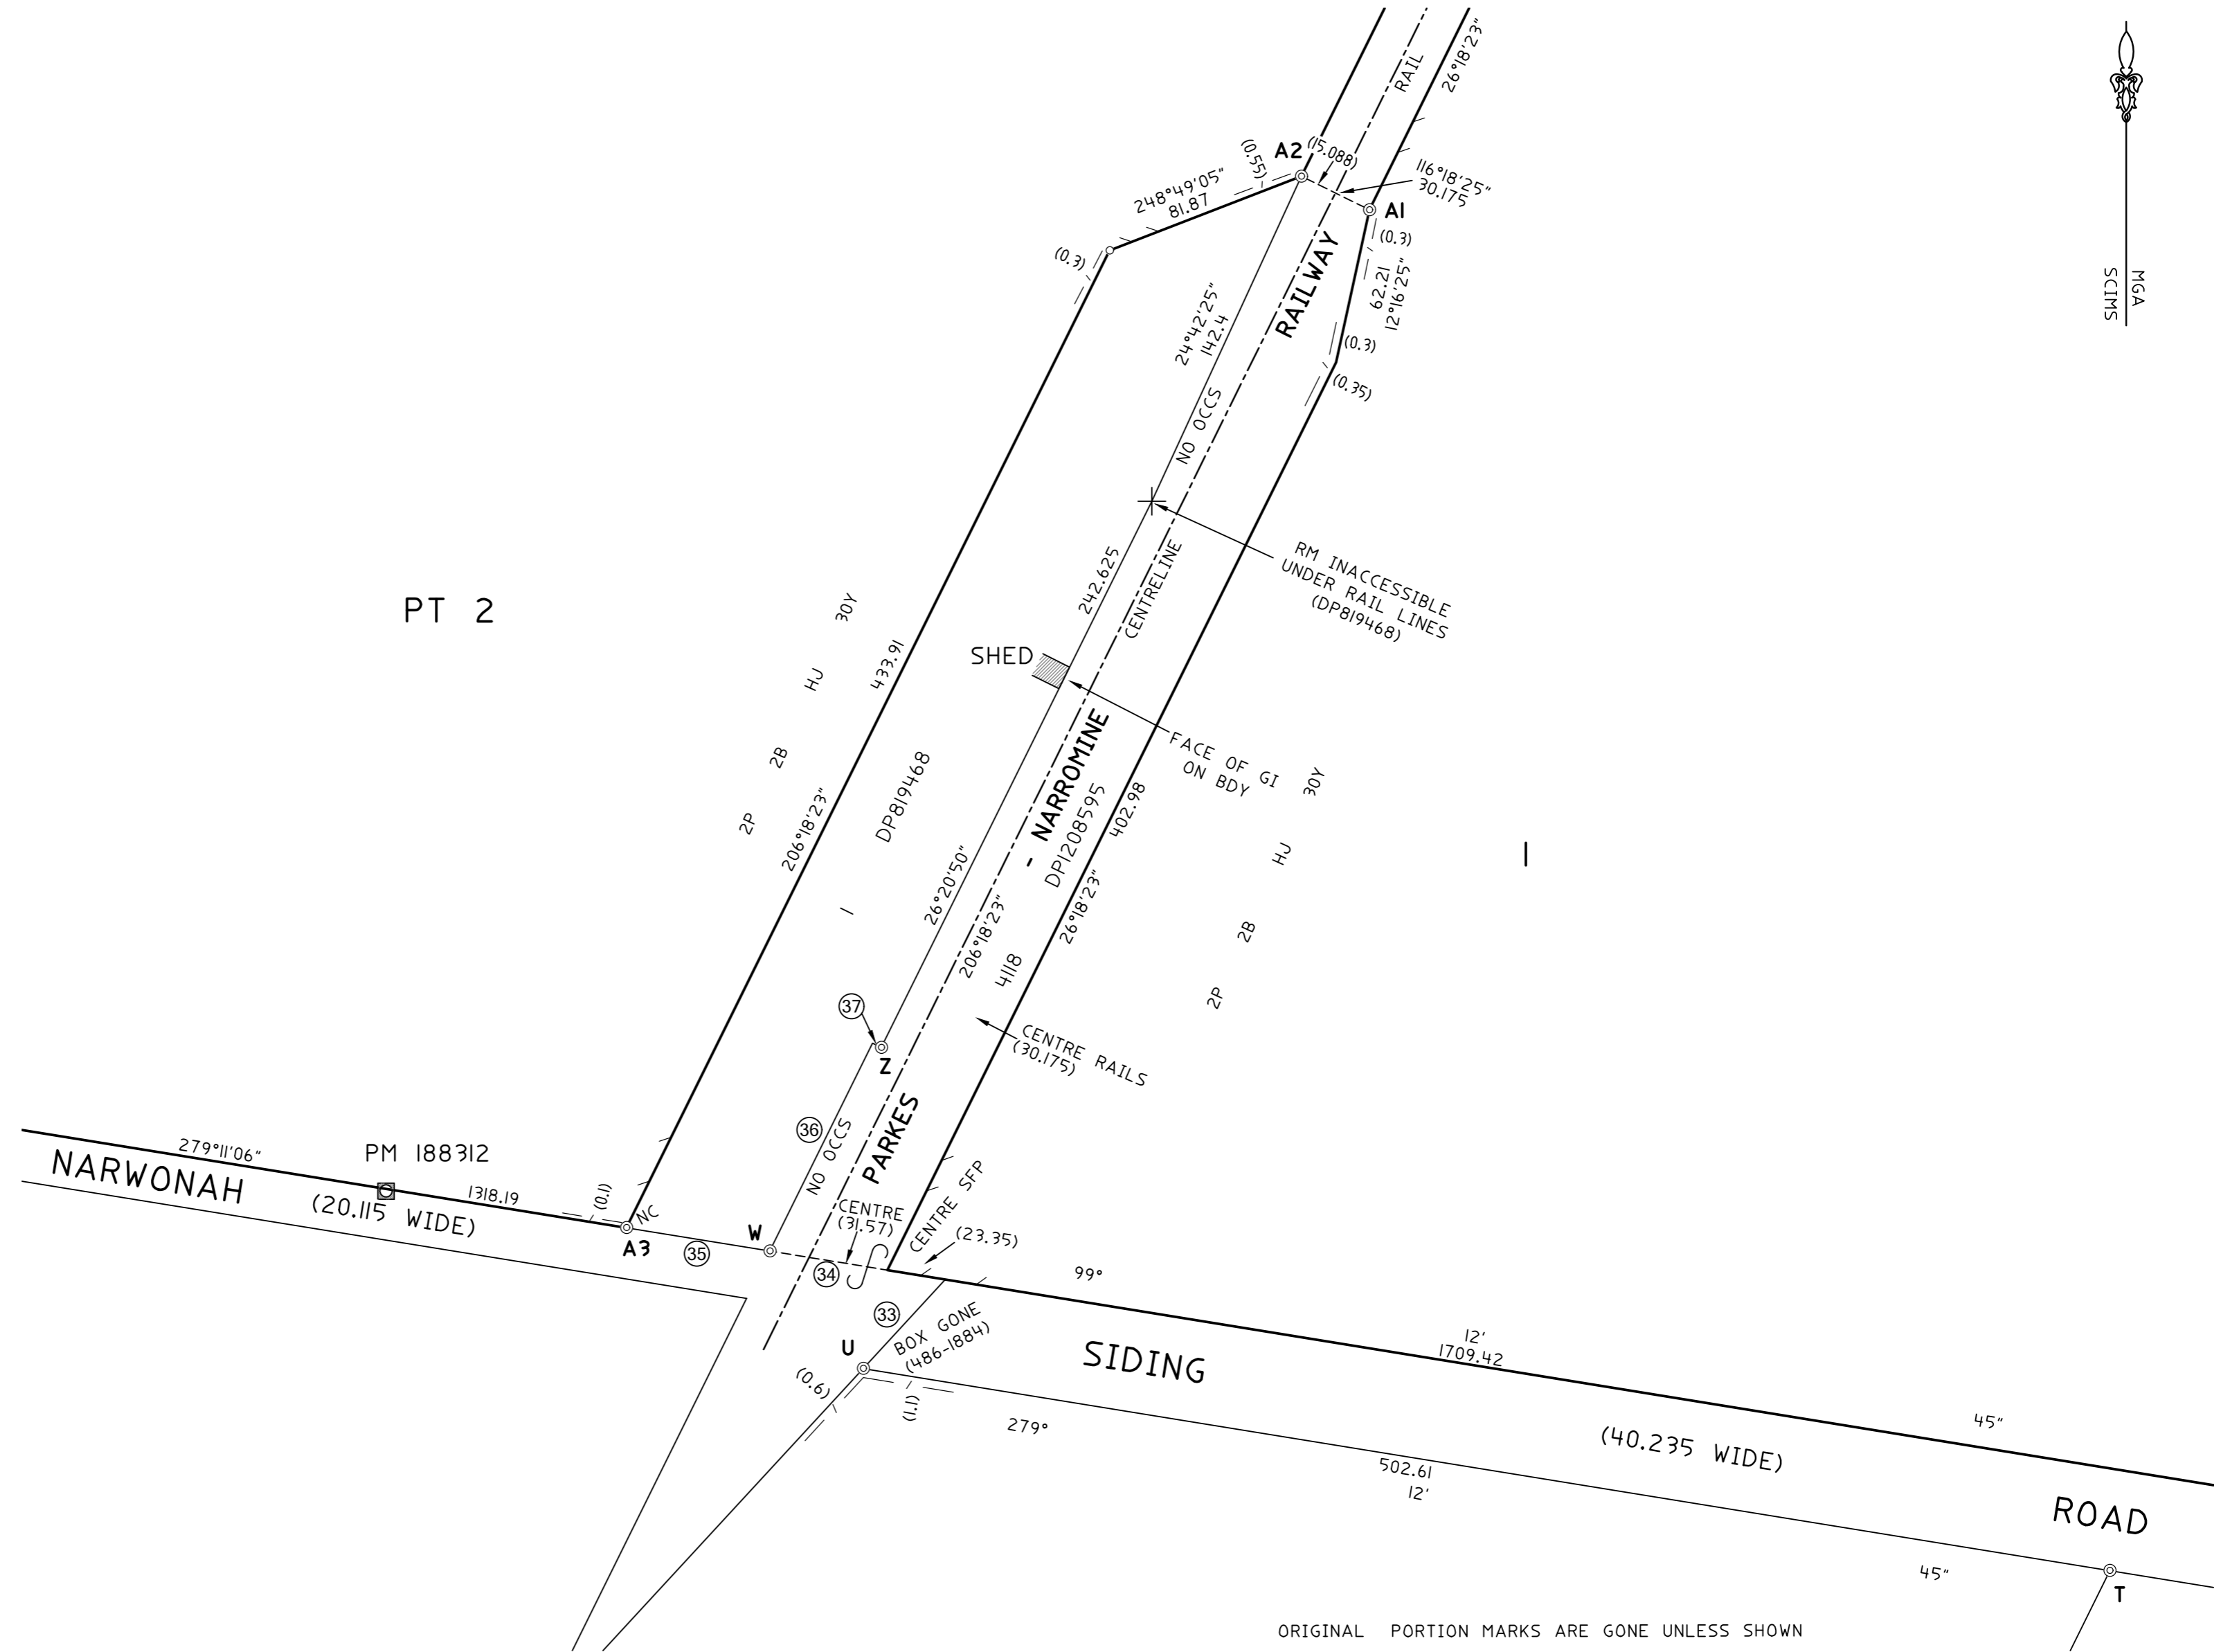 RAIL
26°18'23"
MGA
SCIMS
A2
(15.088)
(0.55)
116°18'25"
30.175
248°49'05"
81.87
A1
(0.3)
(0.3)
62.21
12°16'25"
RAILWAY
24°42'25"
142.4
(0.3)
(0.35)
NO OCCS
RM INACCESSIBLE
UNDER RAIL LINES
(DP819468)
242.625
CENTRELINE
PT 2
30Y
HJ
2B
2P
433.91
206°18'23"
SHED
FACE OF GI
ON BDY
- NARROMINE
DP1208595
DP819468
402.98
30Y
HJ
2B
2P
1
1
26°20'50"
206°18'23"
26°18'23"
4118
37
Z
CENTRE RAILS
(30.175)
36
NO OCCS
PARKES
279°11'06"
PM 188312
NARWONAH
(20.115 WIDE)
1318.19
(0.1)
NC
A3
35
W
CENTRE
(31.57)
34
CENTRE SFP
(23.35)
99°
12'
1709.42
45"
33
BOX GONE
(486-1884)
U
(0.6)
(1.1)
SIDING
279°
502.61
12'
(40.235 WIDE)
45"
ROAD
T
ORIGINAL PORTION MARKS ARE GONE UNLESS SHOWN